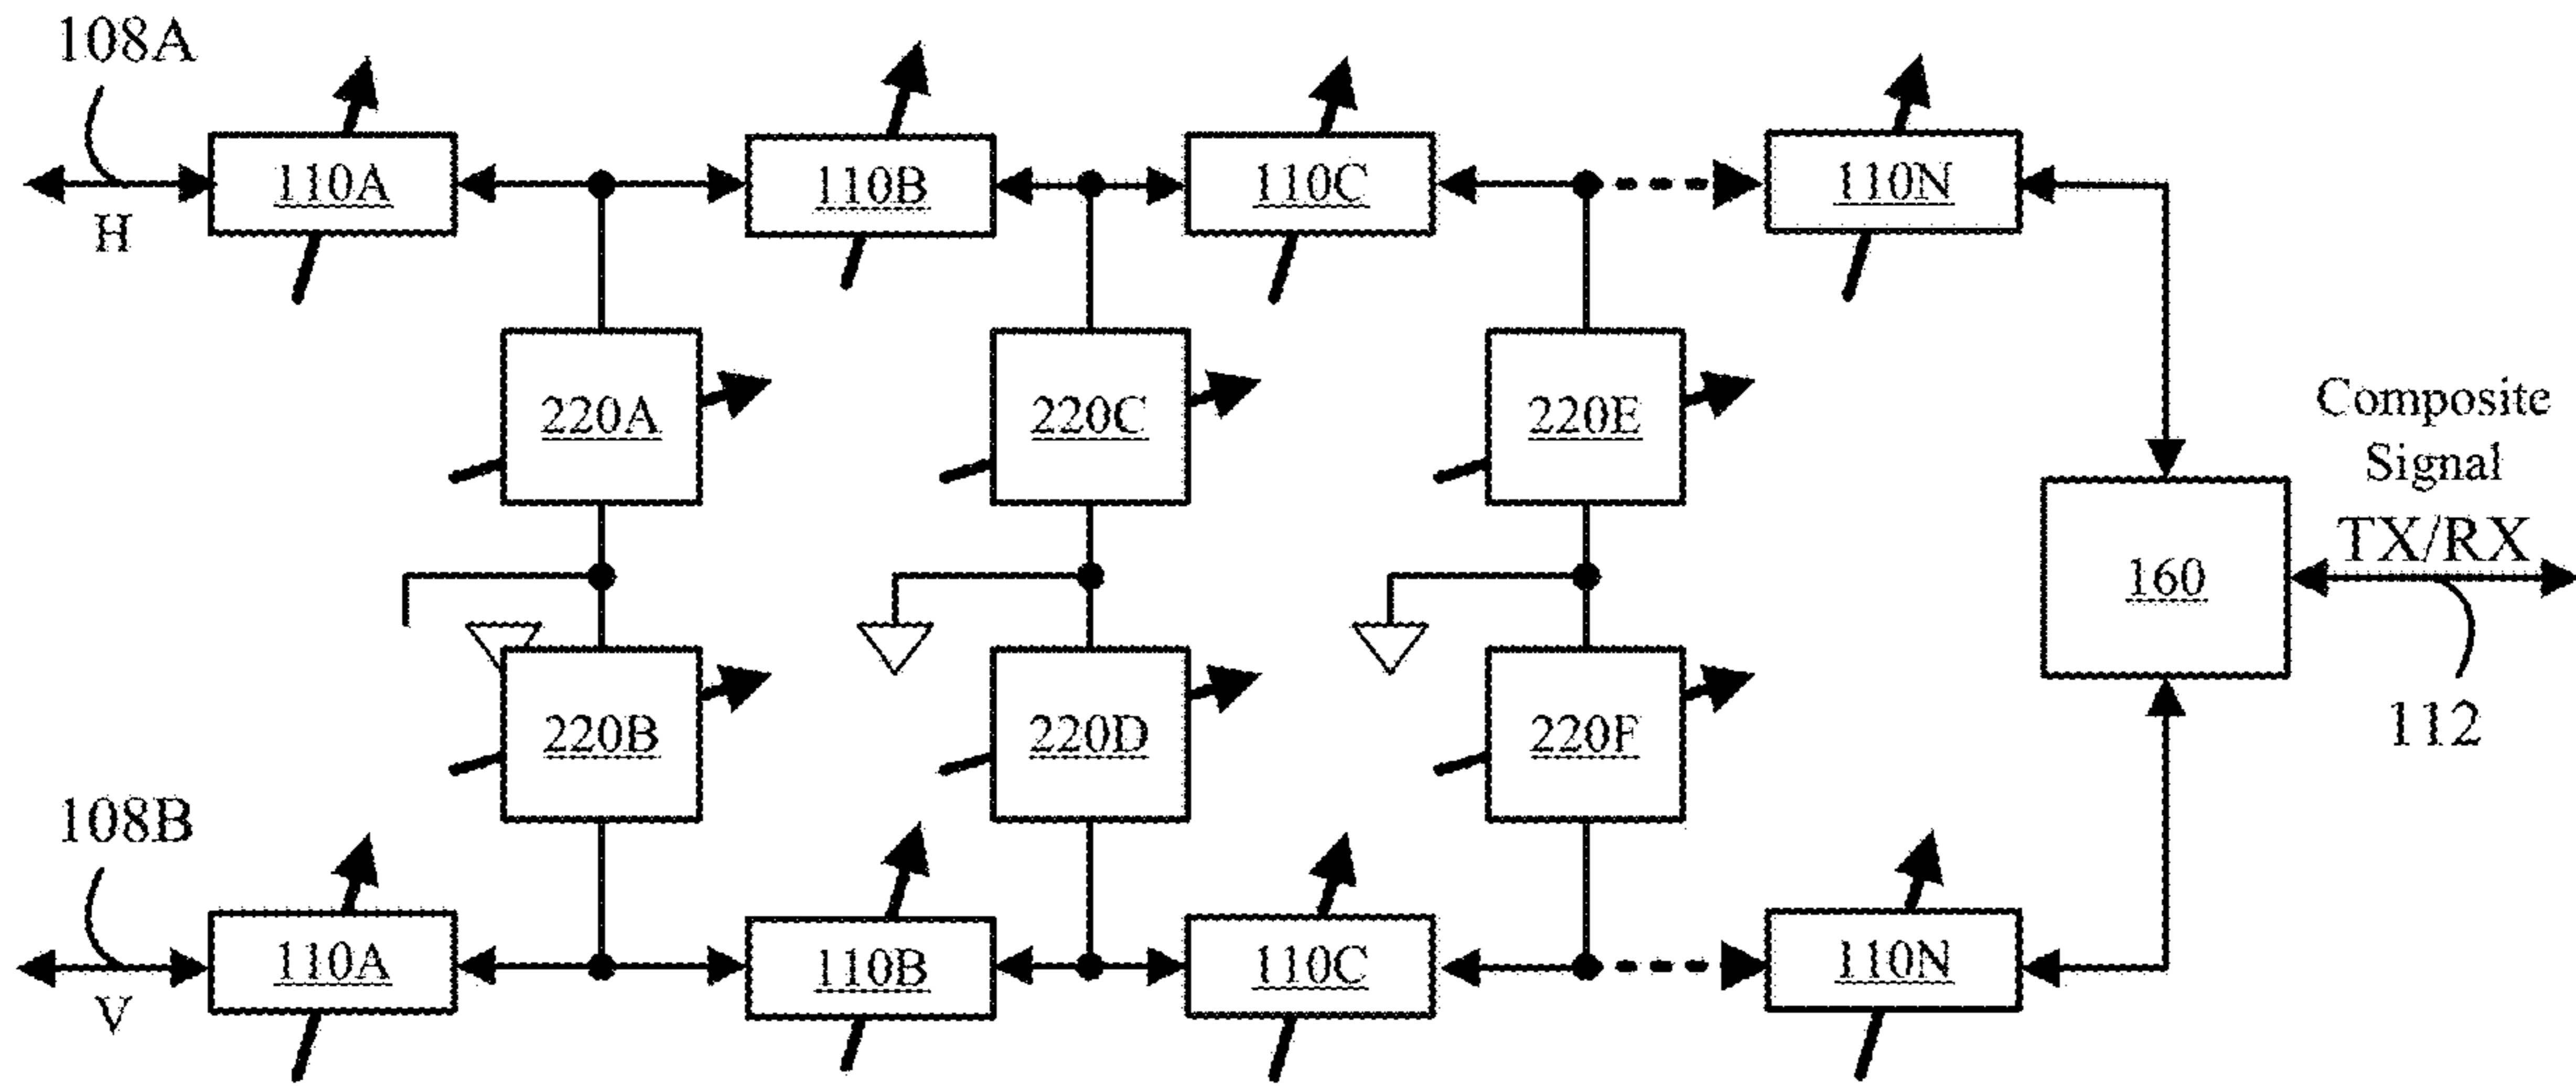 108A
110A
110B
110C
110N
H
220A
220C
220E
Composite
Signal
TX/RX
160
112
220B
220D
220F
108B
110A
110B
110C
110N
V